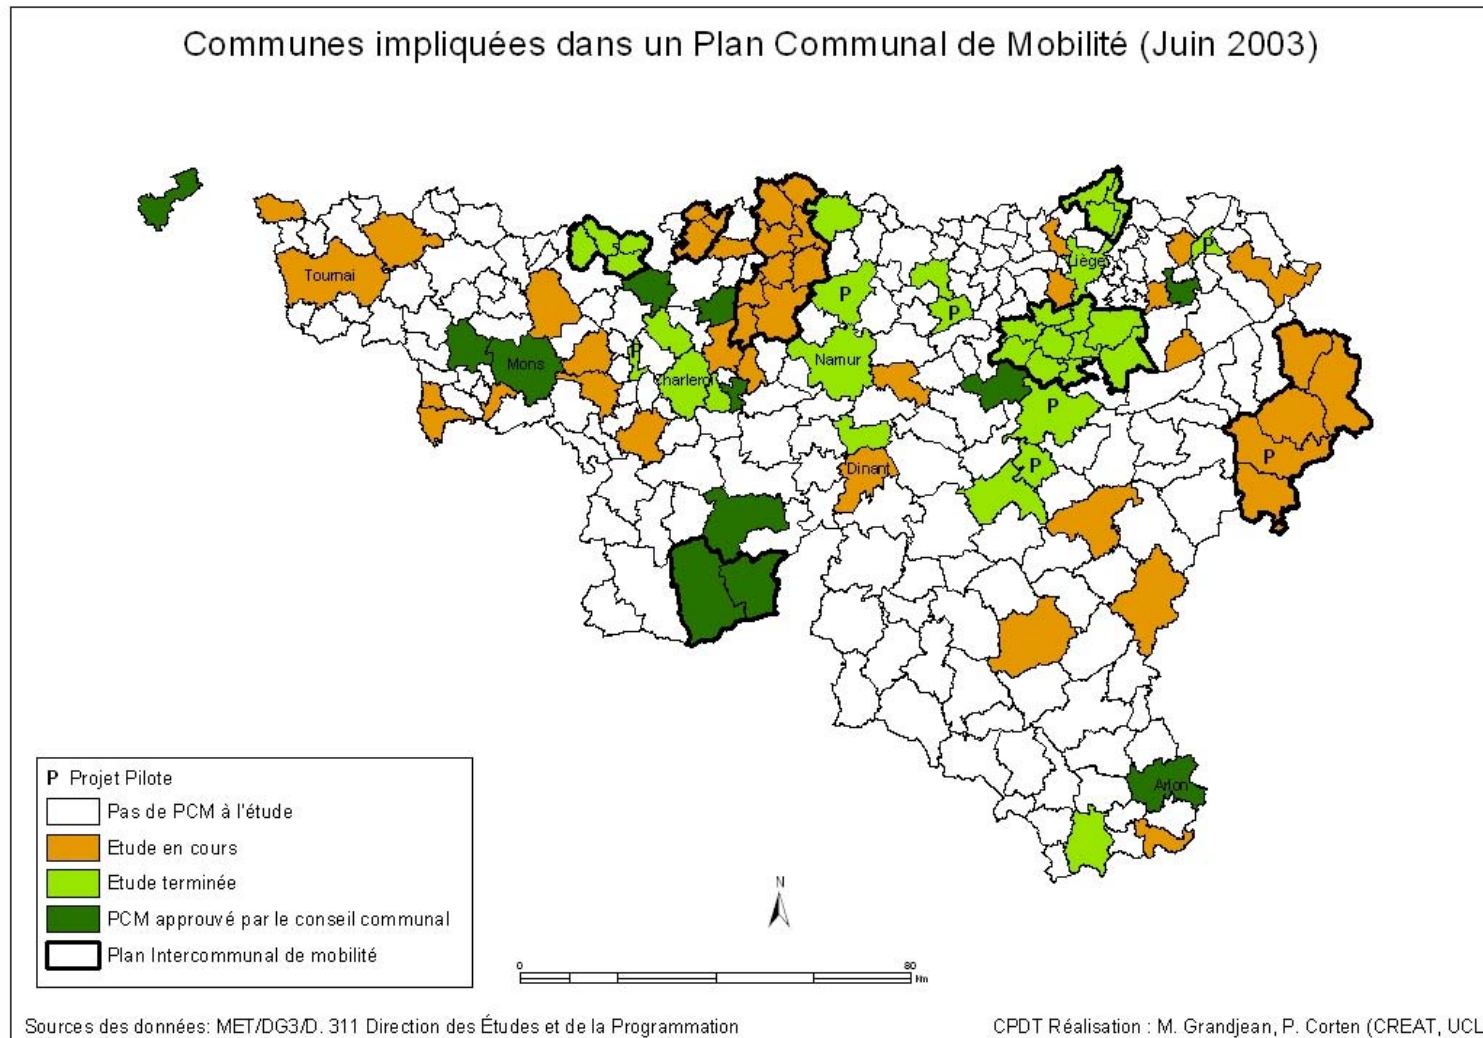 Communes impliquées dans un Plan Communal de Mobilité (Juin 2003)
Tournai
Liège
P
P
P
Mons
P
Charleroi
Namur
P
Dinant
P
P
Arlon
P Projet Pilote
Pas de PCM à l'étude
Etude en cours
Etude terminée
PCM approuvé par le conseil communal
Plan Intercommunal de mobilité
N
0 80
Km
Sources des données: MET/DG3/D. 311 Direction des Études et de la Programmation
CPDT Réalisation : M. Grandjean, P. Corten (CREAT, UCL